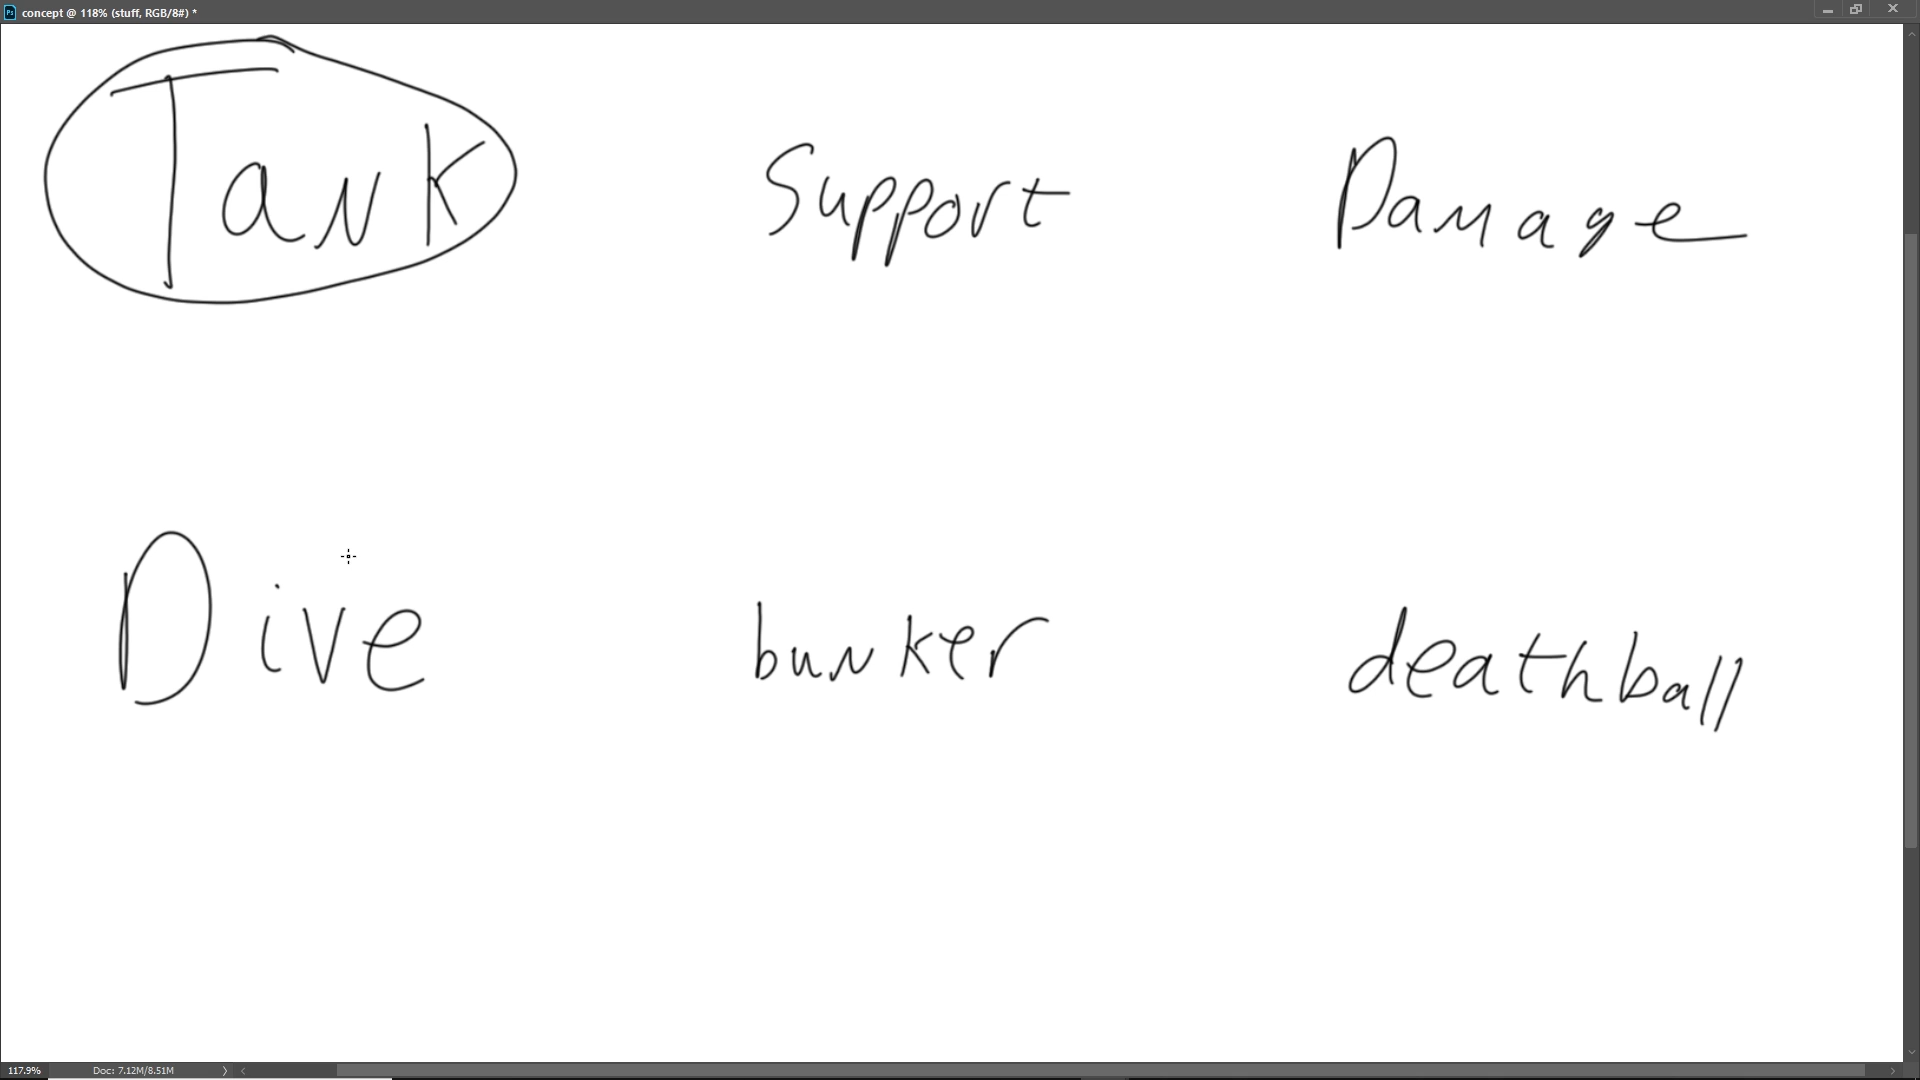 concept @ 118% (stuff, RGB/8#) *
Tank Support Damage
Dive bunker deathball
117.9% Doc: 7.12M/8.51M